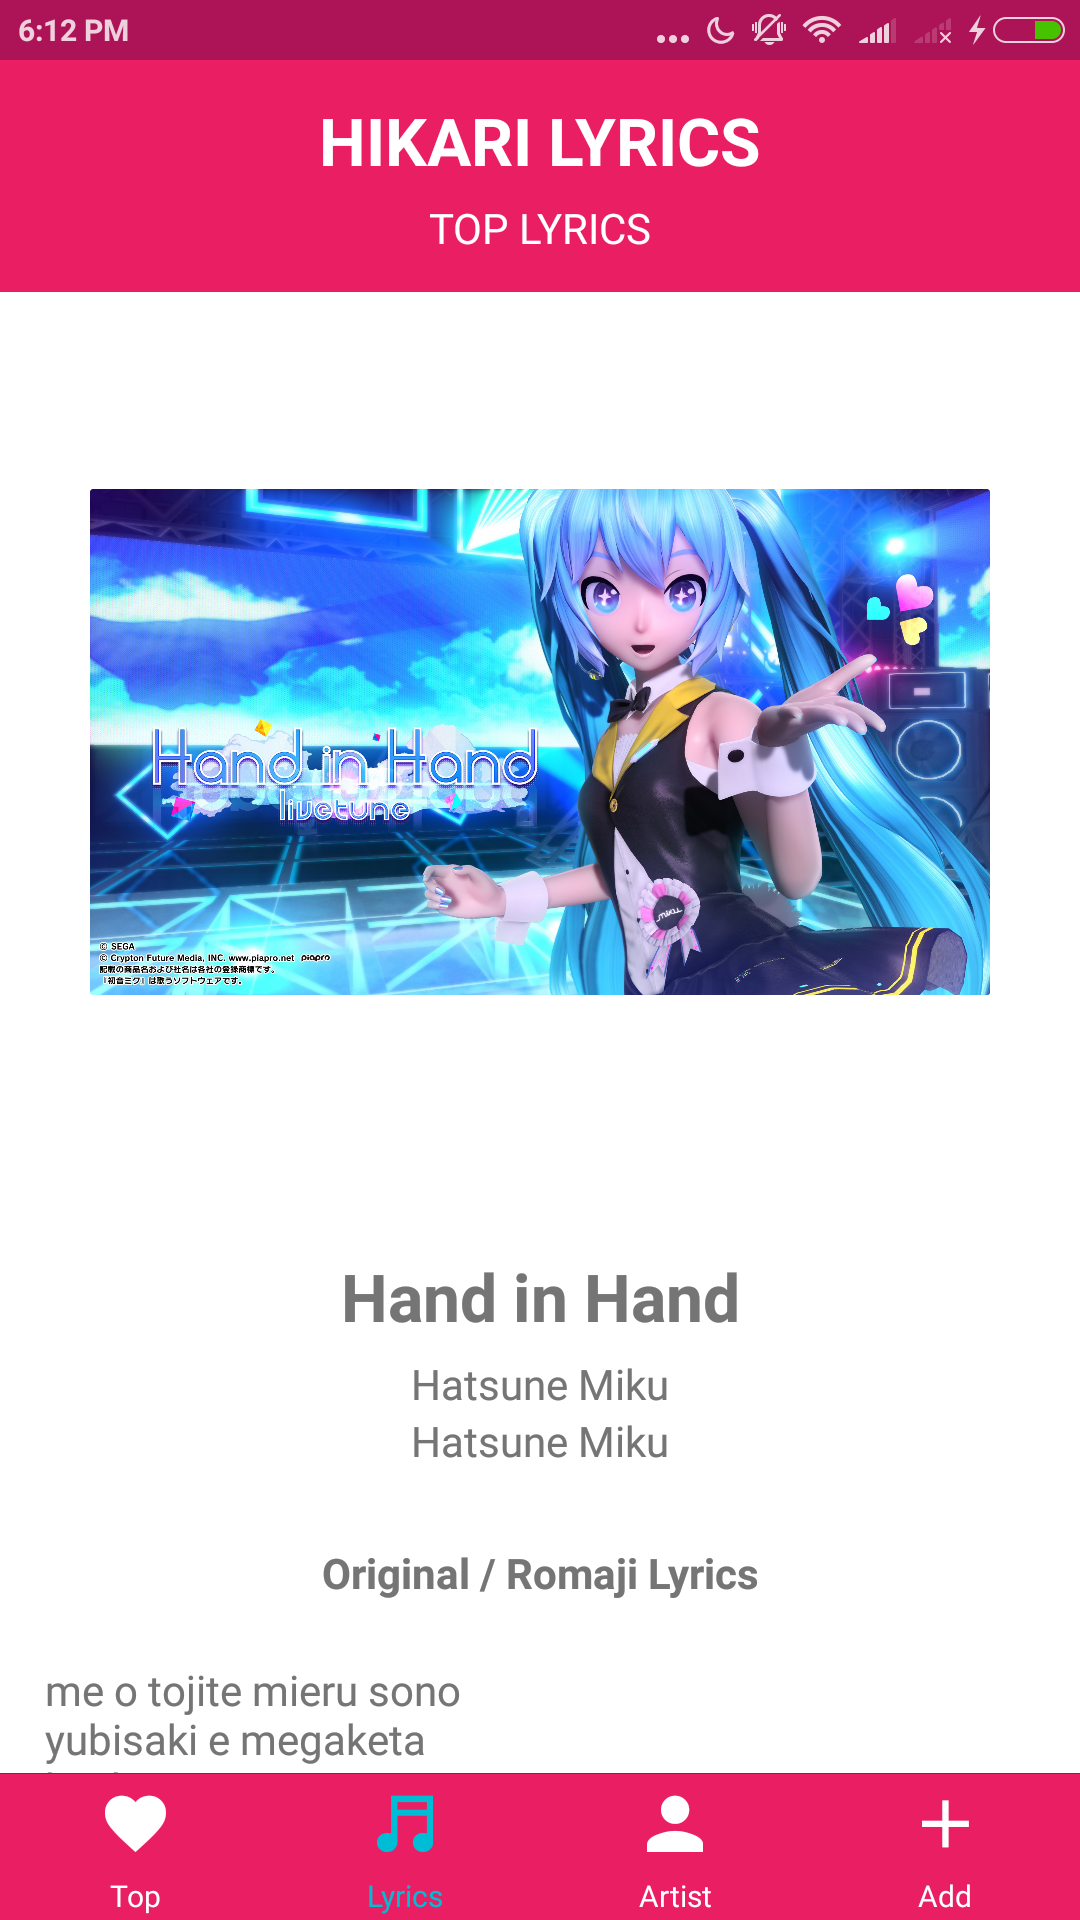 6:12 PM
HIKARI LYRICS
TOP LYRICS
Hand in Hand
livetune
miku
© SEGA
© Crypton Future Media, INC. www.piapro.net piapro
記載の商品名および社名は各社の登録商標です。
『初音ミク』は歌うソフトウェアです。
Hand in Hand
Hatsune Miku
Hatsune Miku
Original / Romaji Lyrics
me o tojite mieru sono
yubisaki e megaketa
Top
Lyrics
Artist
Add